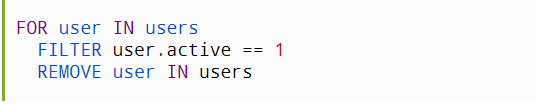 FOR user IN users
  FILTER user.active == 1
  REMOVE user IN users